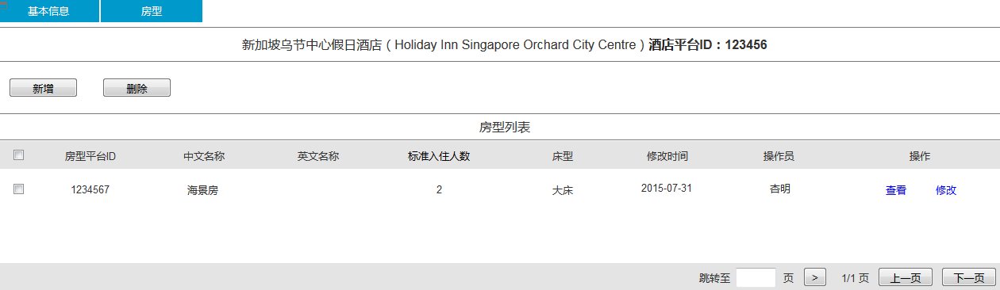 基本信息 房型
新加坡乌节中心假日酒店（Holiday Inn Singapore Orchard City Centre）酒店平台ID：123456
新增 删除
房型列表
房型平台ID 中文名称 英文名称 标准入住人数 床型 修改时间 操作员 操作
1234567 海景房 2 大床 2015-07-31 杏明 查看 修改
跳转至 页 > 1/1 页 上一页 下一页